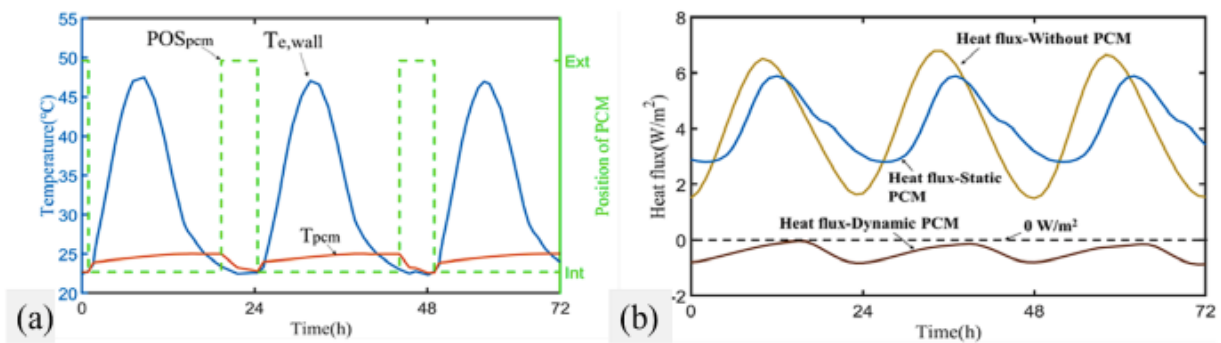 55
50
45
40
35
30
25
20
Temperature(°C)
POSpcm
Te,wall
Tpcm
Ext
Int
Position of PCM
0
24
48
72
Time(h)
(a)
8
6
4
2
0
-2
Heat flux(W/m²)
Heat flux-Without PCM
Heat flux-Static
PCM
Heat flux-Dynamic PCM
0 W/m²
0
24
48
72
Time(h)
(b)